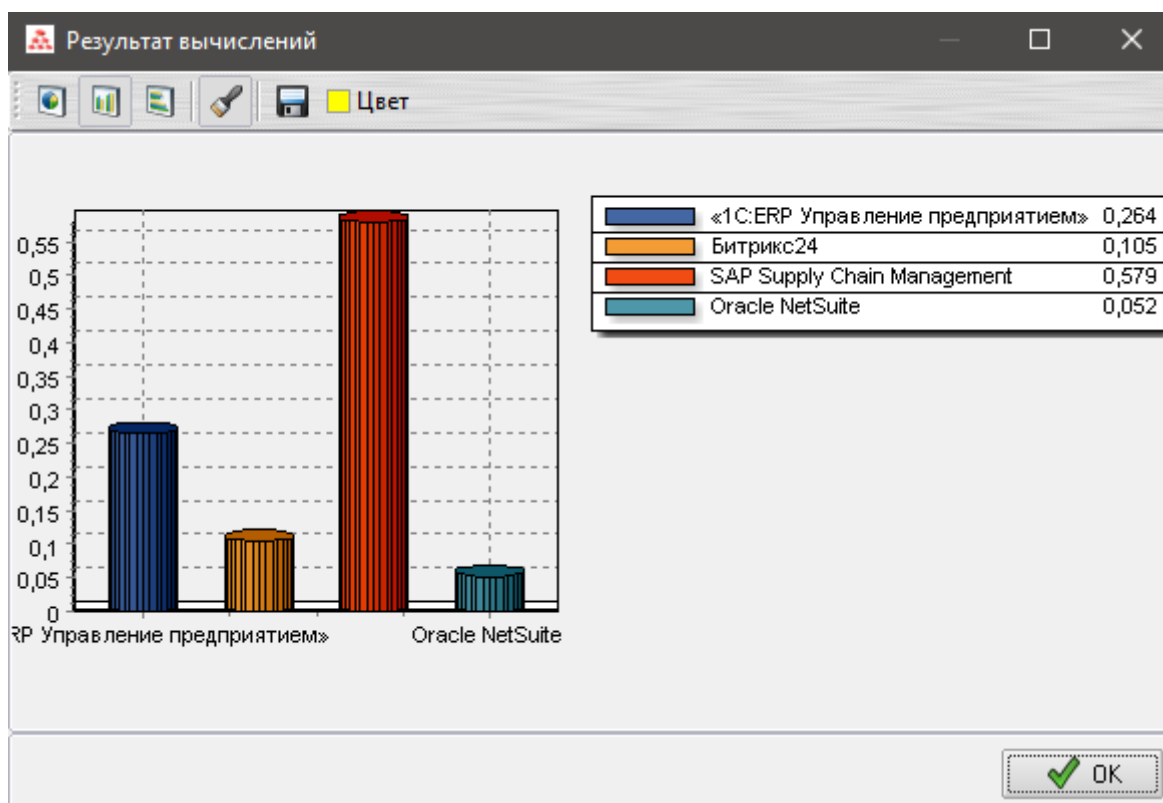 Результат вычислений
Цвет
0,55
0,5
0,45
0,4
0,35
0,3
0,25
0,2
0,15
0,1
0,05
0
RP Управление предприятием»
Oracle NetSuite
«1С:ERP Управление предприятием» 0,264
Битрикс24 0,105
SAP Supply Chain Management 0,579
Oracle NetSuite 0,052
OK